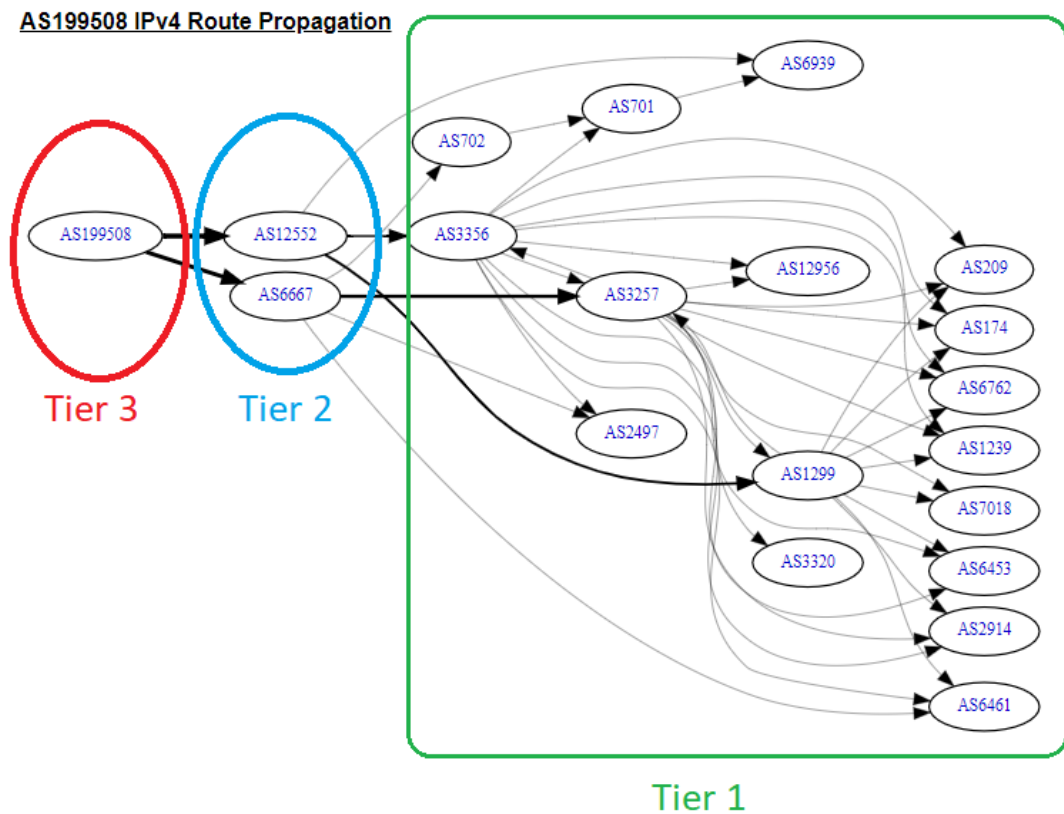 AS199508 IPv4 Route Propagation
AS6939
AS701
AS702
AS199508
AS12552
AS3356
AS12956
AS209
AS6667
AS3257
AS174
AS6762
AS2497
AS1239
AS1299
AS7018
AS3320
AS6453
AS2914
AS6461
Tier 3
Tier 2
Tier 1